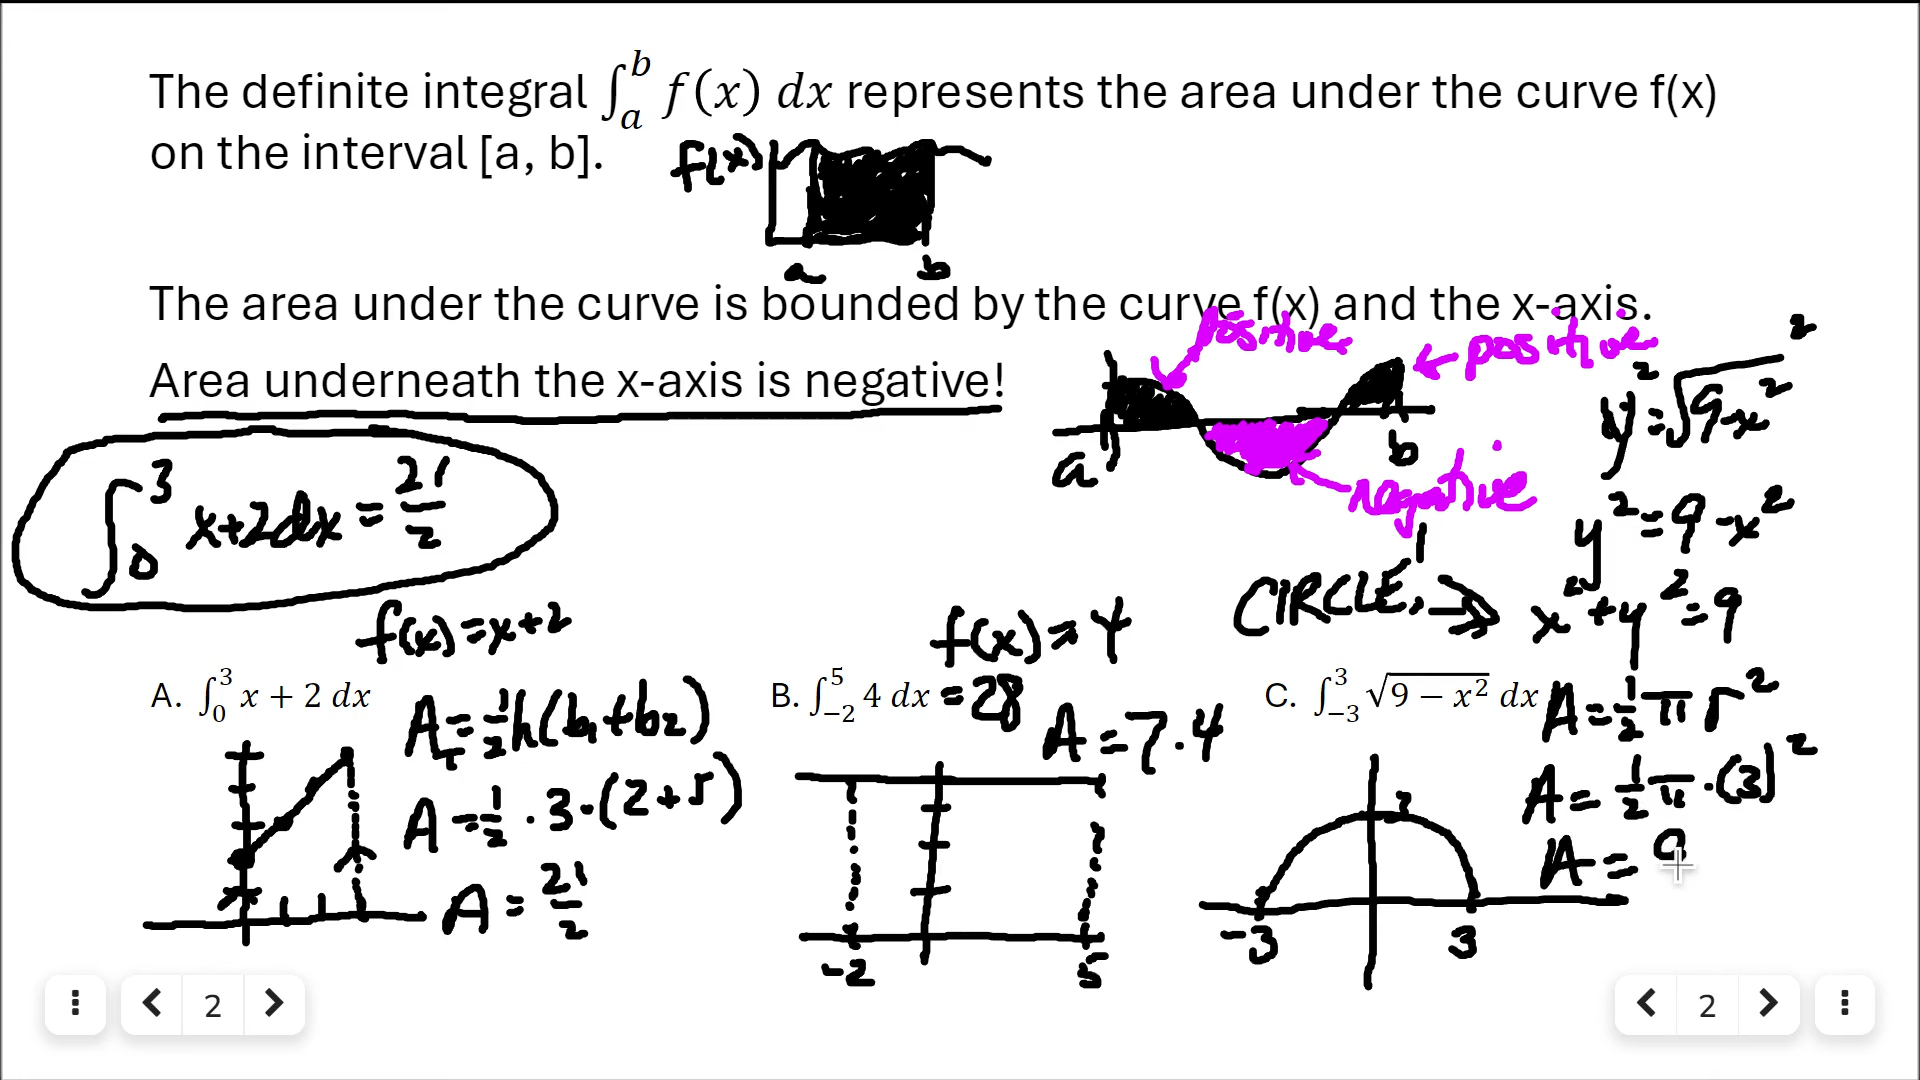 The definite integral ∫_a^b f(x) dx represents the area under the curve f(x)
on the interval [a, b].
f(x)
a b
The area under the curve is bounded by the curve f(x) and the x-axis.
positive
positive
Area underneath the x-axis is negative!
a
b
negative
y² = √(9-x²)²
y² = 9-x²
CIRCLE! → x² + y² = 9
∫_0^3 x+2dx = 21/2
f(x) = x+2
f(x) = 4
A. ∫_0^3 x + 2 dx
A_T = 1/2 h(b1+b2)
A = 1/2 · 3 · (2+5)
A = 21/2
B. ∫_{-2}^5 4 dx = 28
A = 7.4
-2
5
C. ∫_{-3}^3 √(9 − x²) dx
A = 1/2 π r²
A = 1/2 π · (3)²
A = 9
-3
3
2
2